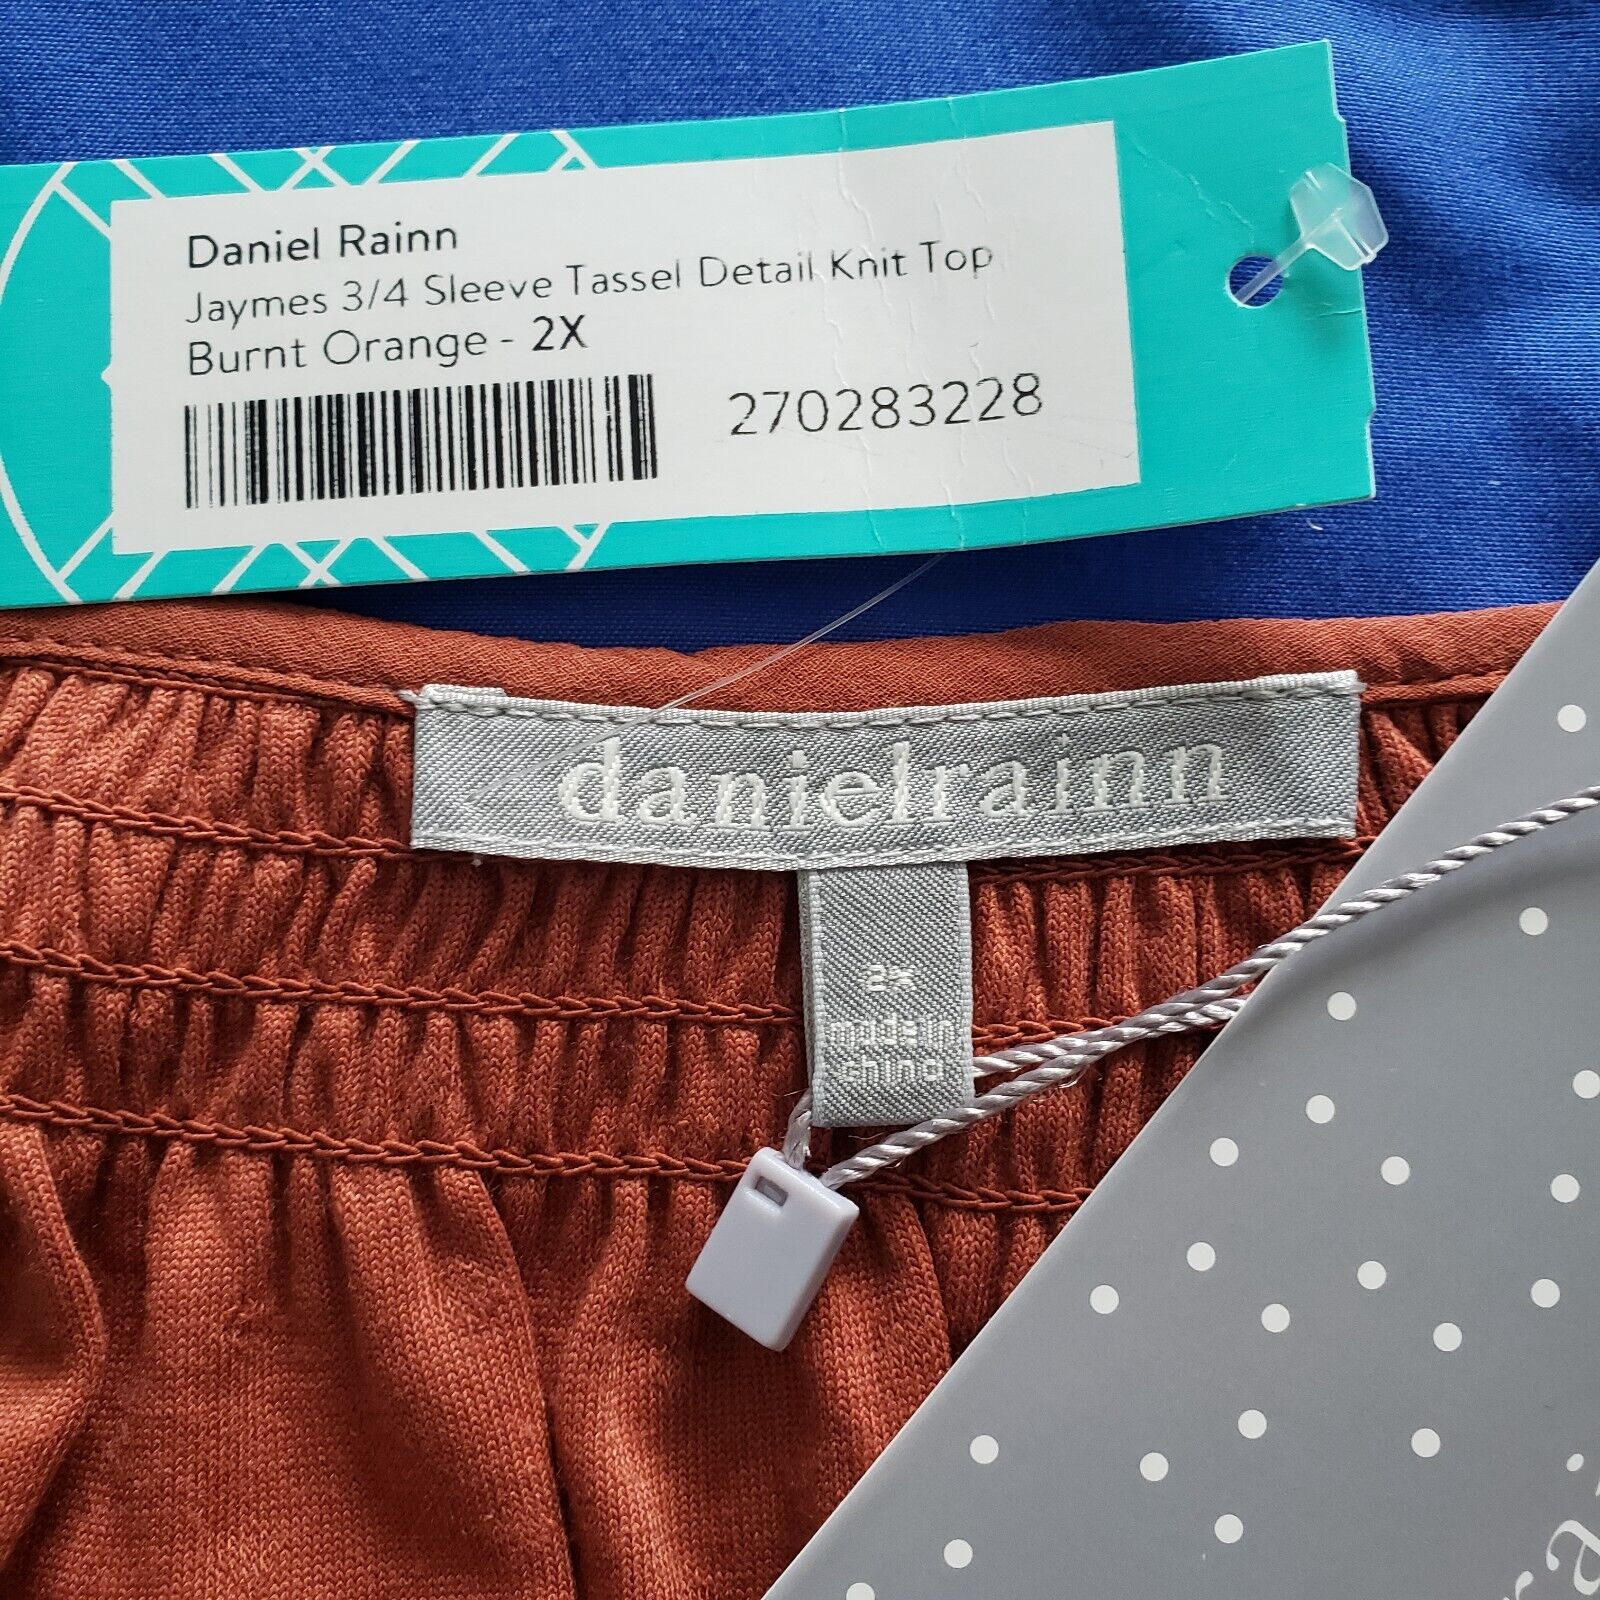 Daniel Rainn
Jaymes 3/4 Sleeve Tassel Detail Knit Top
Burnt Orange - 2X
270283228
danielrainn
2x
made in
china
ra